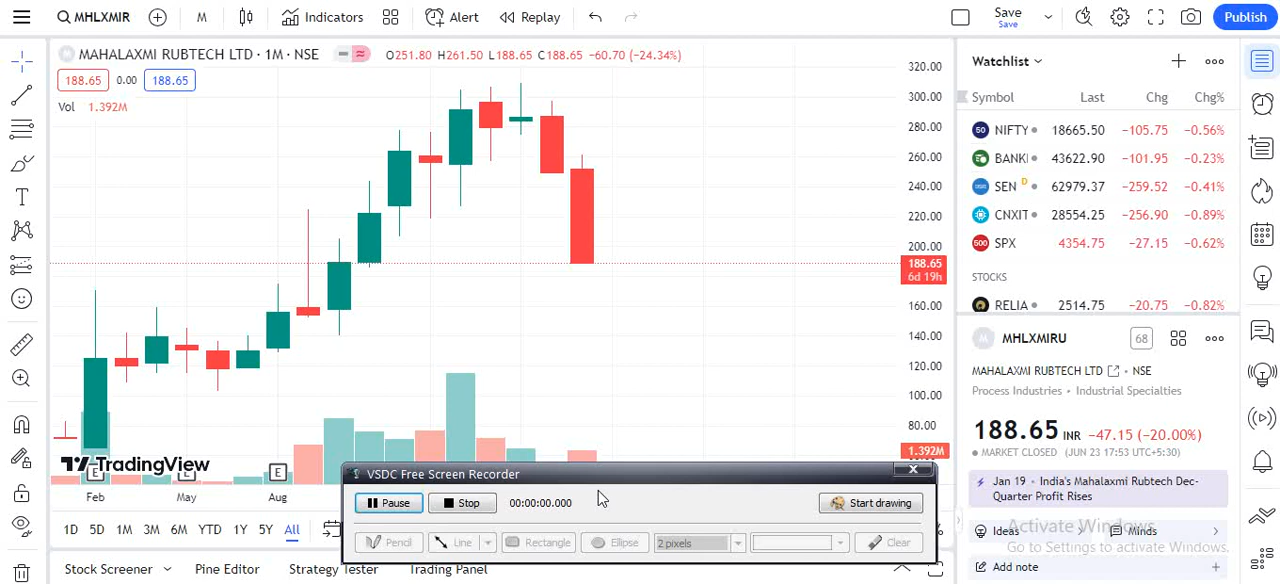 MHLXMIR
M
Indicators
Alert
Replay
Save
Save
Publish
MAHALAXMI RUBTECH LTD · 1M · NSE
O251.80 H261.50 L188.65 C188.65 −60.70 (−24.34%)
188.65 0.00 188.65
Vol 1.392M
320.00
300.00
280.00
260.00
240.00
220.00
200.00
188.65
6d 19h
160.00
140.00
120.00
100.00
80.00
1.392M
TradingView
E E E
Feb May Aug
1D 5D 1M 3M 6M YTD 1Y 5Y All
Stock Screener Pine Editor Strategy Tester Trading Panel
VSDC Free Screen Recorder
Pause Stop 00:00:00.000 Start drawing
Pencil Line Rectangle Ellipse 2 pixels Clear
Watchlist
Symbol Last Chg Chg%
50 NIFTY 18665.50 −105.75 −0.56%
BANKI 43622.90 −101.95 −0.23%
SEN D 62979.37 −259.52 −0.41%
CNXIT 28554.25 −256.90 −0.89%
500 SPX 4354.75 −27.15 −0.62%
STOCKS
RELIA 2514.75 −20.75 −0.82%
M MHLXMIRU 68
MAHALAXMI RUBTECH LTD · NSE
Process Industries • Industrial Specialties
188.65 INR −47.15 (−20.00%)
MARKET CLOSED (JUN 23 17:53 UTC+5:30)
Jan 19 · India's Mahalaxmi Rubtech Dec-
Quarter Profit Rises
Ideas Minds
Add note
Activate Windows
Go to Settings to activate Windows.